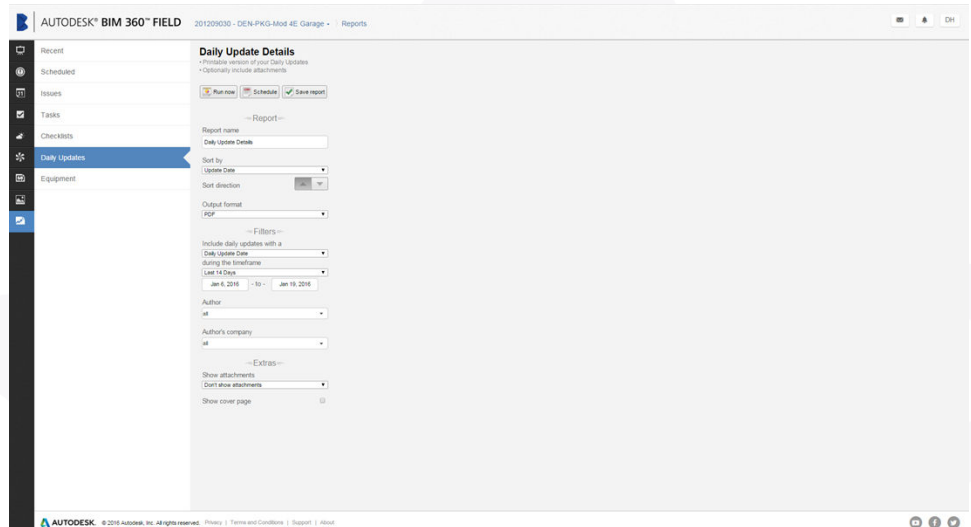 AUTODESK® BIM 360™ FIELD
201209030 - DEN-PKG-Mod 4E Garage
Reports
DH
Recent
Scheduled
Issues
Tasks
Checklists
Daily Updates
Equipment
Daily Update Details
• Printable version of your Daily Updates
• Optionally include attachments
Run now Schedule Save report
Report
Report name
Daily Update Details
Sort by
Update Date
Sort direction
Output format
PDF
Filters
Include daily updates with a
Daily Update Date
during the timeframe
Last 14 Days
Jan 6, 2016 - to - Jan 19, 2016
Author
all
Author's company
all
Extras
Show attachments
Don't show attachments
Show cover page
AUTODESK. © 2016 Autodesk, Inc. All rights reserved. Privacy | Terms and Conditions | Support | About